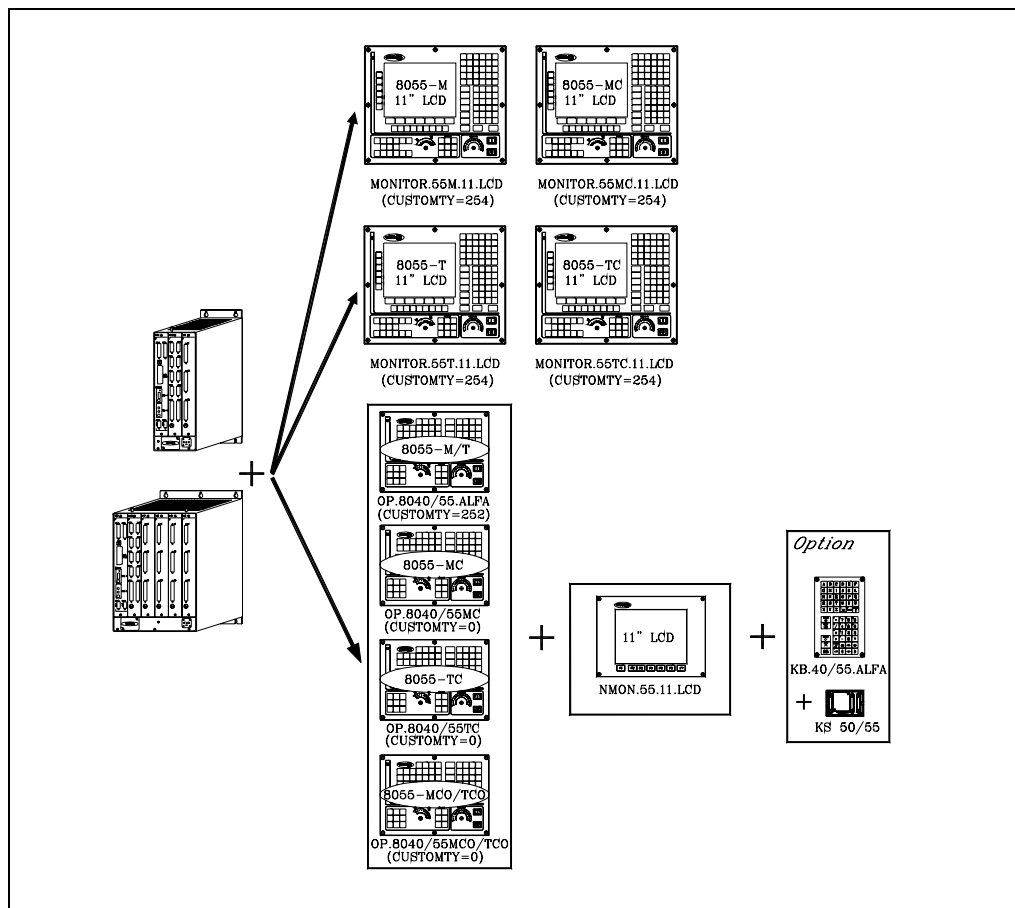 8055-M
11" LCD
MONITOR.55M.11.LCD
(CUSTOMTY=254)
8055-MC
11" LCD
MONITOR.55MC.11.LCD
(CUSTOMTY=254)
8055-T
11" LCD
MONITOR.55T.11.LCD
(CUSTOMTY=254)
8055-TC
11" LCD
MONITOR.55TC.11.LCD
(CUSTOMTY=254)
+
8055-M/T
OP.8040/55.ALFA
(CUSTOMTY=252)
8055-MC
OP.8040/55MC
(CUSTOMTY=0)
8055-TC
OP.8040/55TC
(CUSTOMTY=0)
8055-MCO/TCO
OP.8040/55MCO/TCO
(CUSTOMTY=0)
+
11" LCD
NMON.55.11.LCD
+
Option
KB.40/55.ALFA
+
KS 50/55